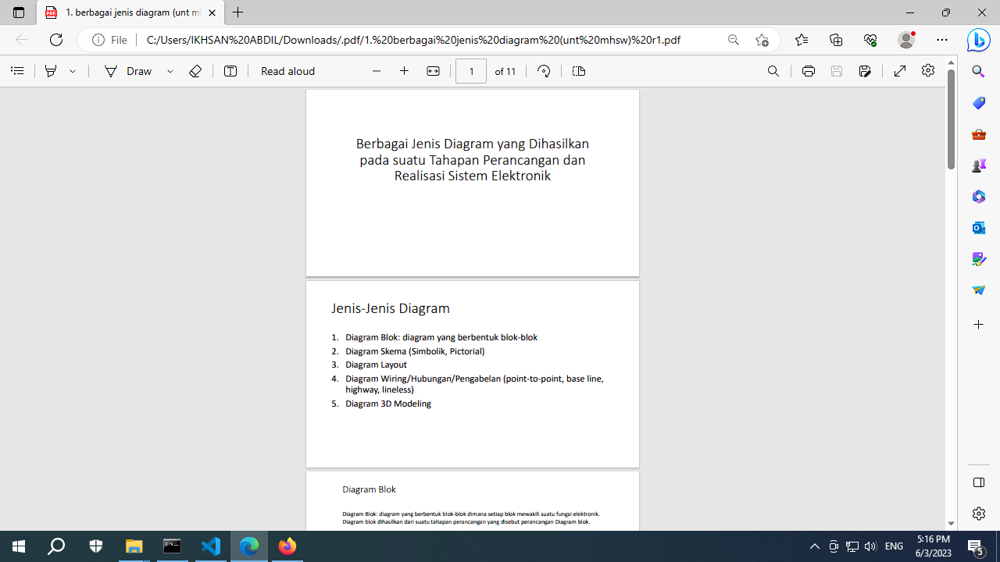 1. berbagai jenis diagram (unt mh
File
C:/Users/IKHSAN%20ABDIL/Downloads/.pdf/1.%20berbagai%20jenis%20diagram%20(unt%20mhsw)%20r1.pdf
Draw
Read aloud
1
of 11
Berbagai Jenis Diagram yang Dihasilkan
pada suatu Tahapan Perancangan dan
Realisasi Sistem Elektronik
Jenis-Jenis Diagram
1. Diagram Blok: diagram yang berbentuk blok-blok
2. Diagram Skema (Simbolik, Pictorial)
3. Diagram Layout
4. Diagram Wiring/Hubungan/Pengabelan (point-to-point, base line,
highway, lineless)
5. Diagram 3D Modeling
Diagram Blok
Diagram Blok: diagram yang berbentuk blok-blok dimana setiap blok mewakili suatu fungsi elektronik.
Diagram blok dihasilkan dari suatu tahapan perancangan yang disebut perancangan Diagram blok.
ENG
5:16 PM
6/3/2023
5